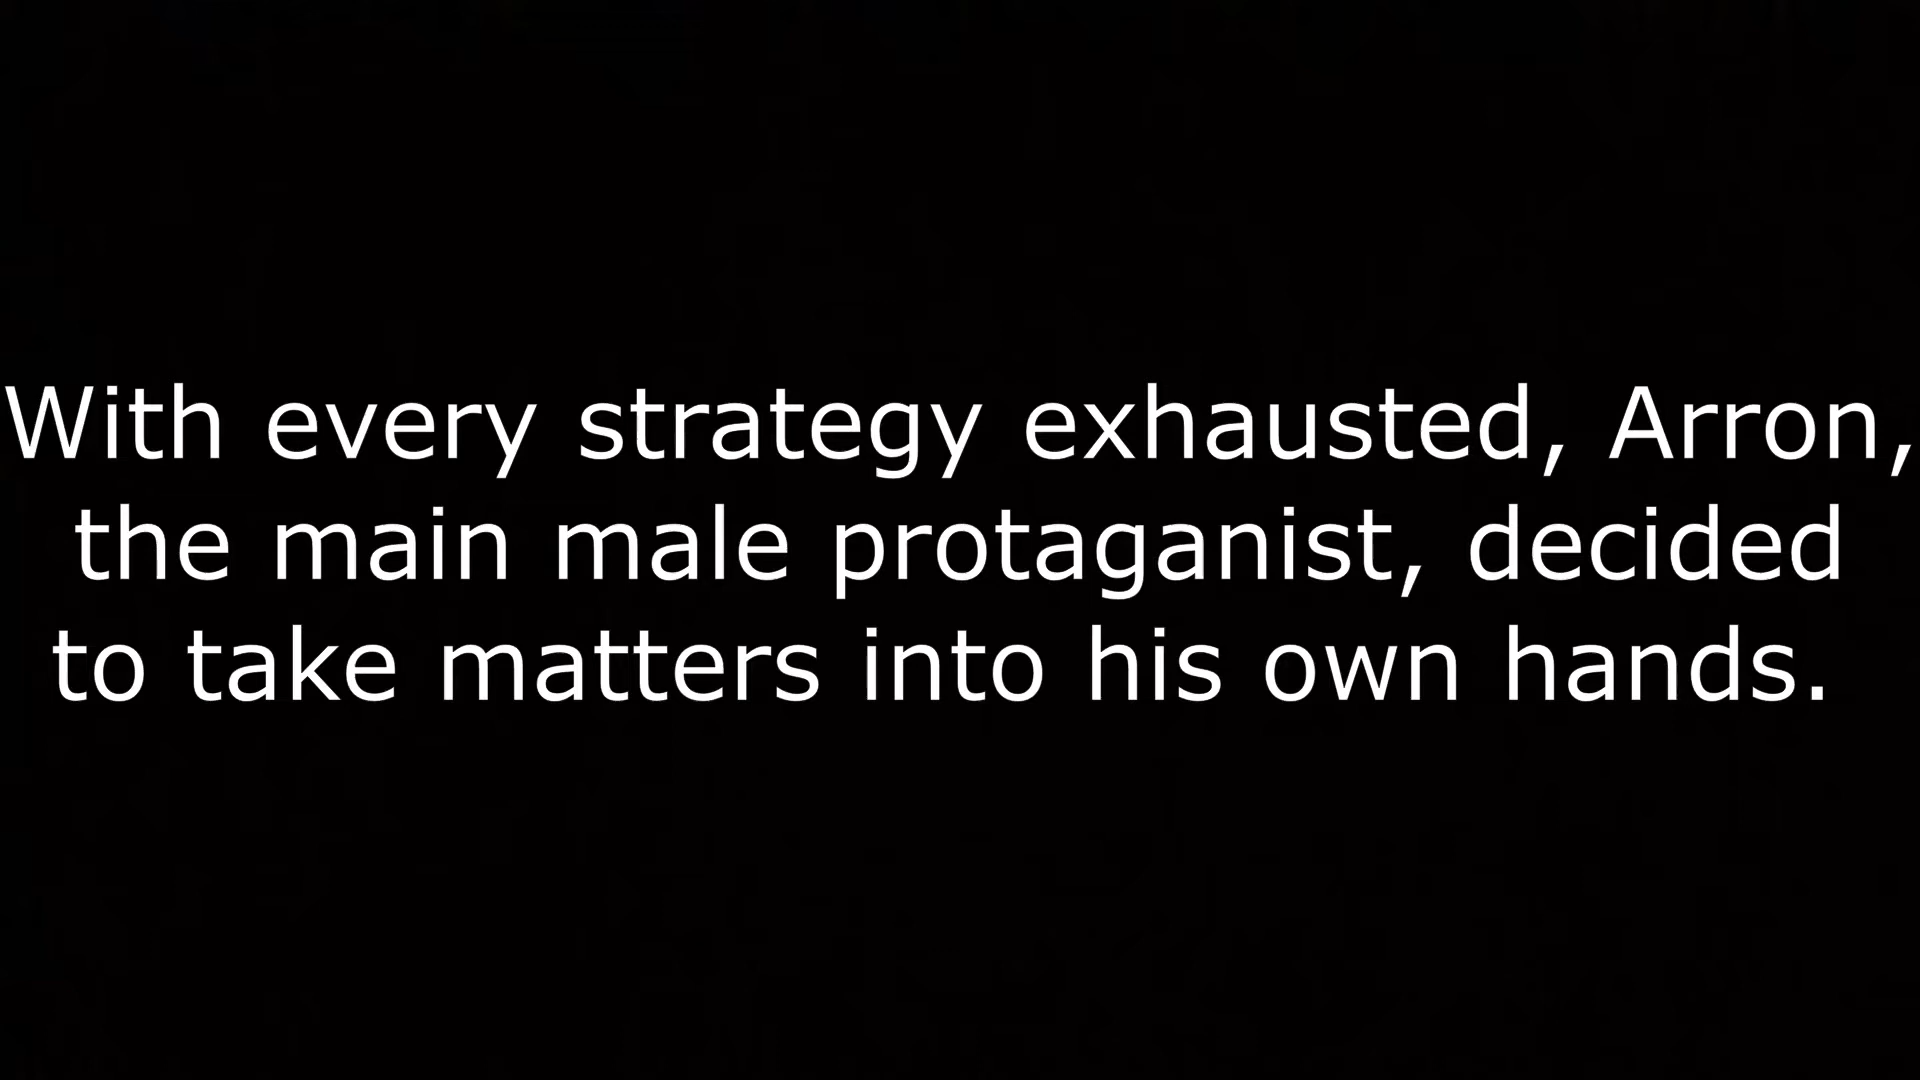 With every strategy exhausted, Arron,
the main male protaganist, decided
to take matters into his own hands.